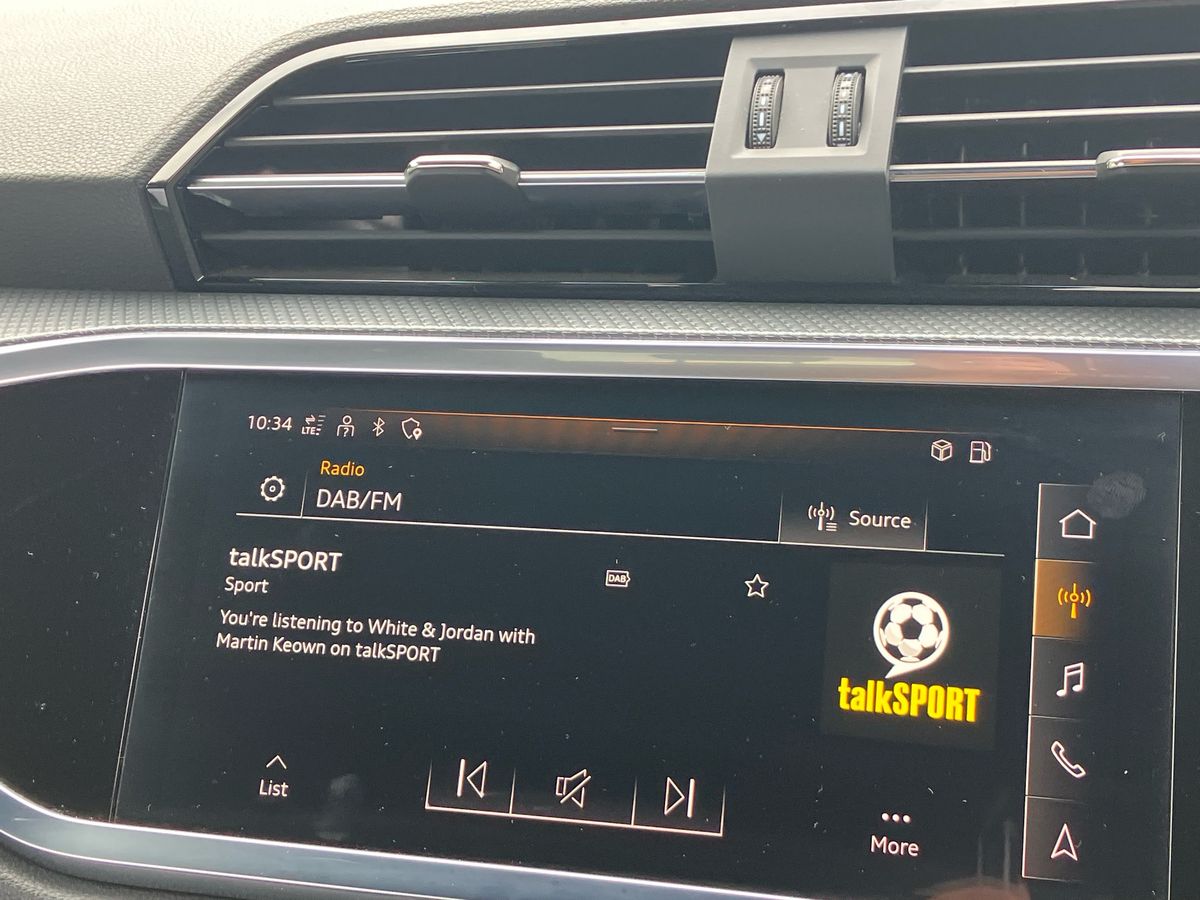 10:34 LTE
Radio
DAB/FM
Source
talkSPORT
Sport
DAB
You're listening to White & Jordan with
Martin Keown on talkSPORT
talkSPORT
List
More